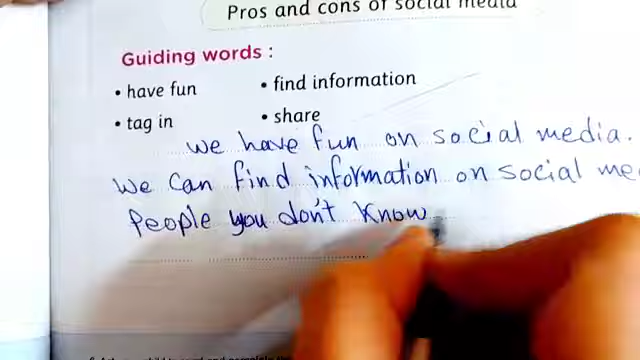 Pros and cons of social media
Guiding words :
• have fun • find information
• tag in • share
we have fun on social media.
We can find information on social me
People you don't know